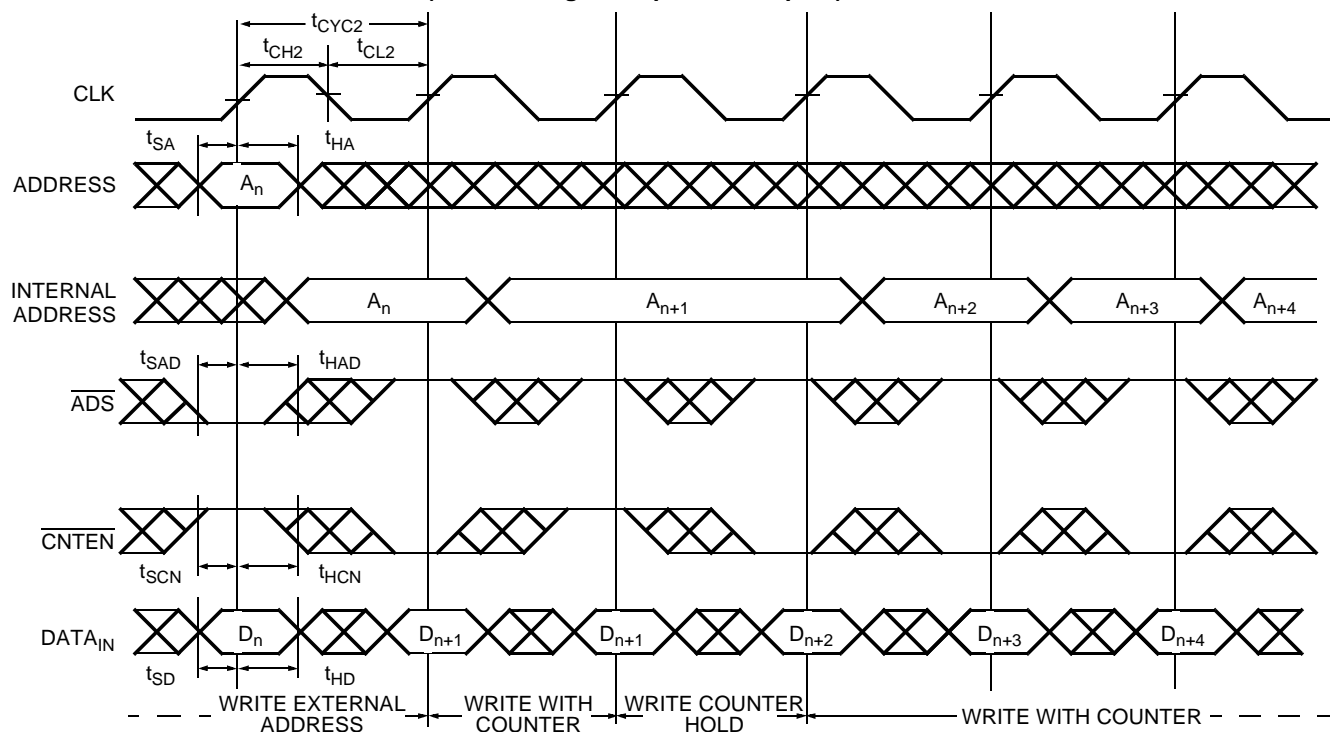 tCYC2
tCH2 tCL2
CLK
tSA tHA
ADDRESS An
INTERNAL ADDRESS An An+1 An+2 An+3 An+4
tSAD tHAD
ADS
CNTEN
tSCN tHCN
DATAIN Dn Dn+1 Dn+1 Dn+2 Dn+3 Dn+4
tSD tHD
WRITE EXTERNAL ADDRESS WRITE WITH COUNTER WRITE COUNTER HOLD WRITE WITH COUNTER